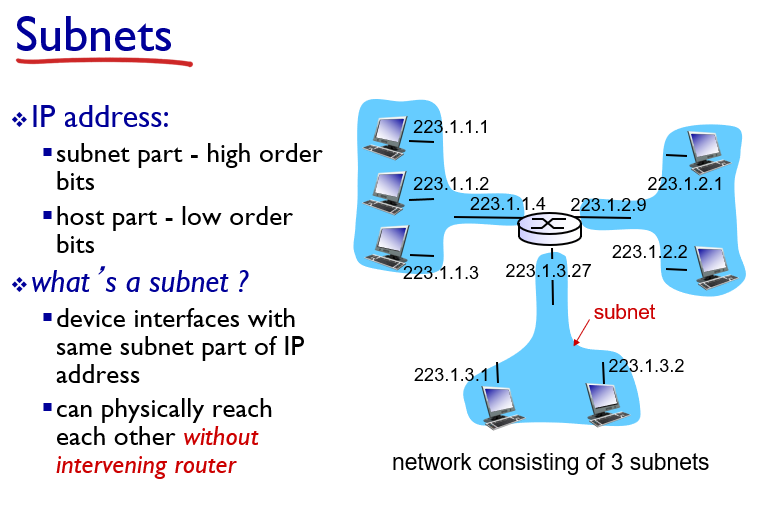 Subnets
❖IP address:
▪subnet part - high order
bits
▪host part - low order
bits
❖what ’s a subnet ?
▪device interfaces with
same subnet part of IP
address
▪can physically reach
each other without
intervening router
223.1.1.1
223.1.1.2
223.1.1.3
223.1.1.4
223.1.2.9
223.1.2.1
223.1.2.2
223.1.3.27
subnet
223.1.3.1
223.1.3.2
network consisting of 3 subnets